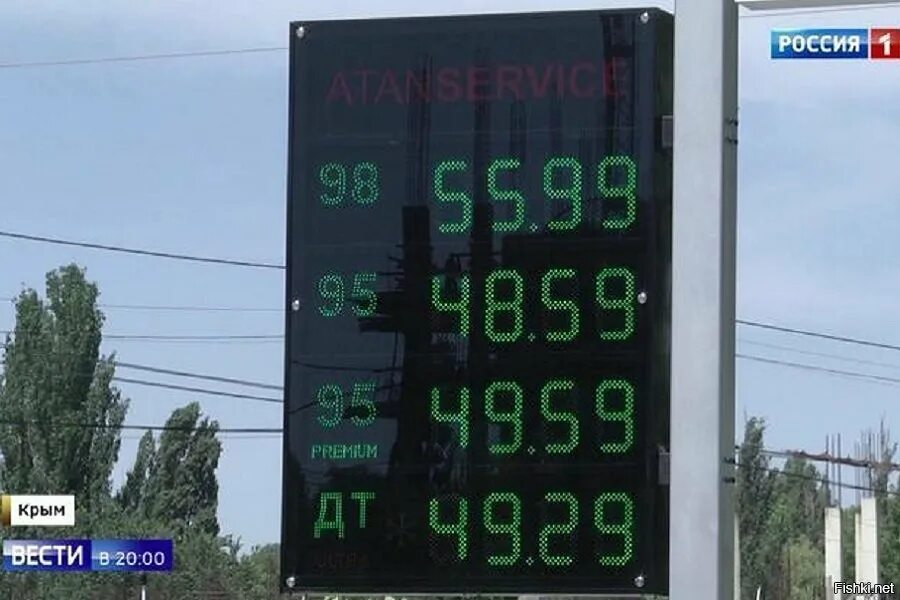 РОССИЯ 1
ATANSERVICE
98 55.99
95 48.59
95 49.59
PREMIUM
ДТ 49.29
Крым
ВЕСТИ В 20:00
Fishki.net